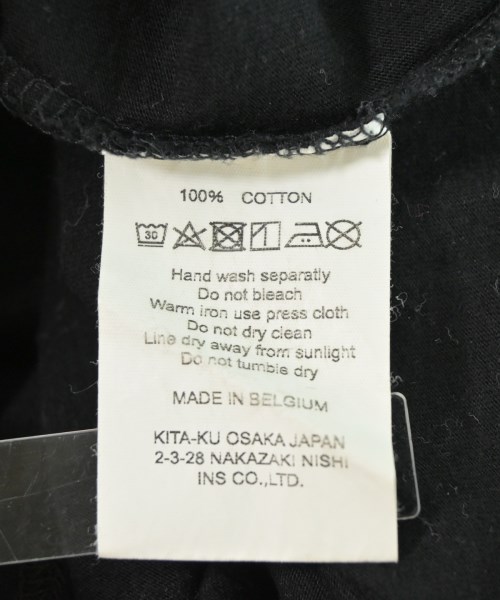 100% COTTON
30
Hand wash separatly
Do not bleach
Warm iron use press cloth
Do not dry clean
Line dry away from sunlight
Do not tumble dry
MADE IN BELGIUM
KITA-KU OSAKA JAPAN
2-3-28 NAKAZAKI NISHI
INS CO.,LTD.